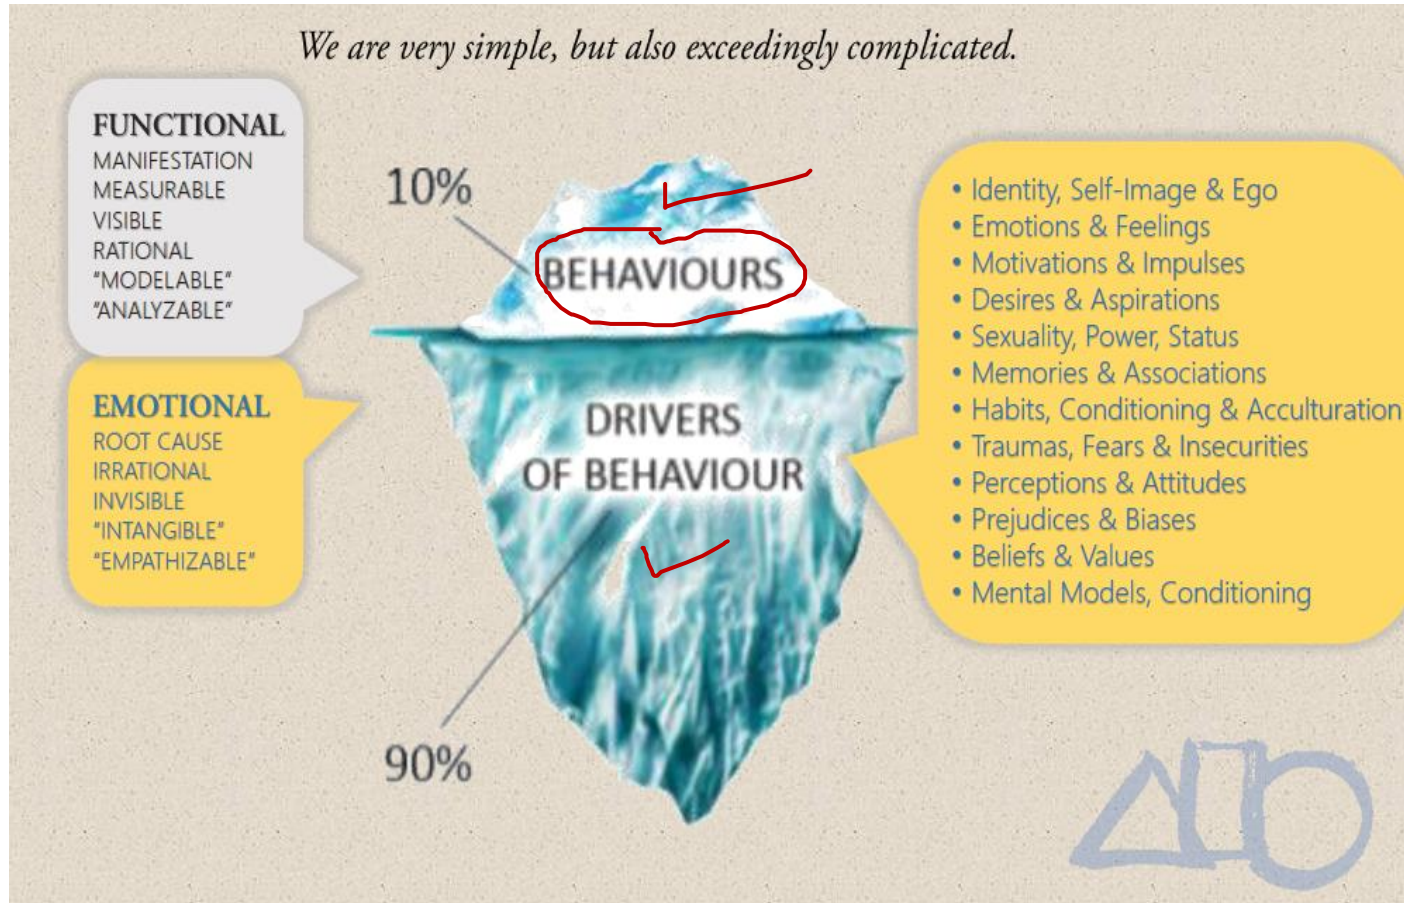 We are very simple, but also exceedingly complicated.
FUNCTIONAL
MANIFESTATION
MEASURABLE
VISIBLE
RATIONAL
"MODELABLE"
"ANALYZABLE"
EMOTIONAL
ROOT CAUSE
IRRATIONAL
INVISIBLE
"INTANGIBLE"
"EMPATHIZABLE"
10%
BEHAVIOURS
DRIVERS
OF BEHAVIOUR
90%
• Identity, Self-Image & Ego
• Emotions & Feelings
• Motivations & Impulses
• Desires & Aspirations
• Sexuality, Power, Status
• Memories & Associations
• Habits, Conditioning & Acculturation
• Traumas, Fears & Insecurities
• Perceptions & Attitudes
• Prejudices & Biases
• Beliefs & Values
• Mental Models, Conditioning